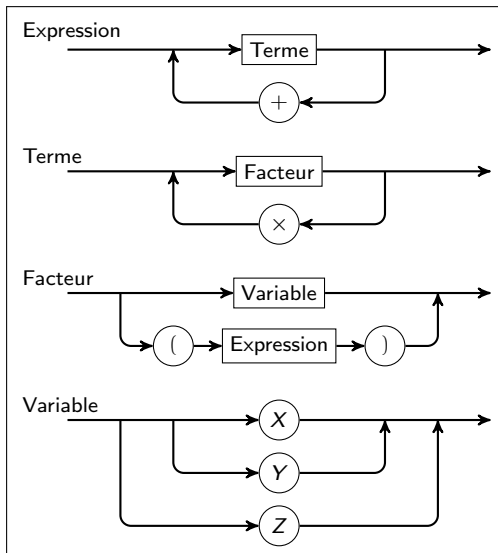 Expression
Terme
+
Terme
Facteur
×
Facteur
Variable
( Expression )
Variable
X
Y
Z